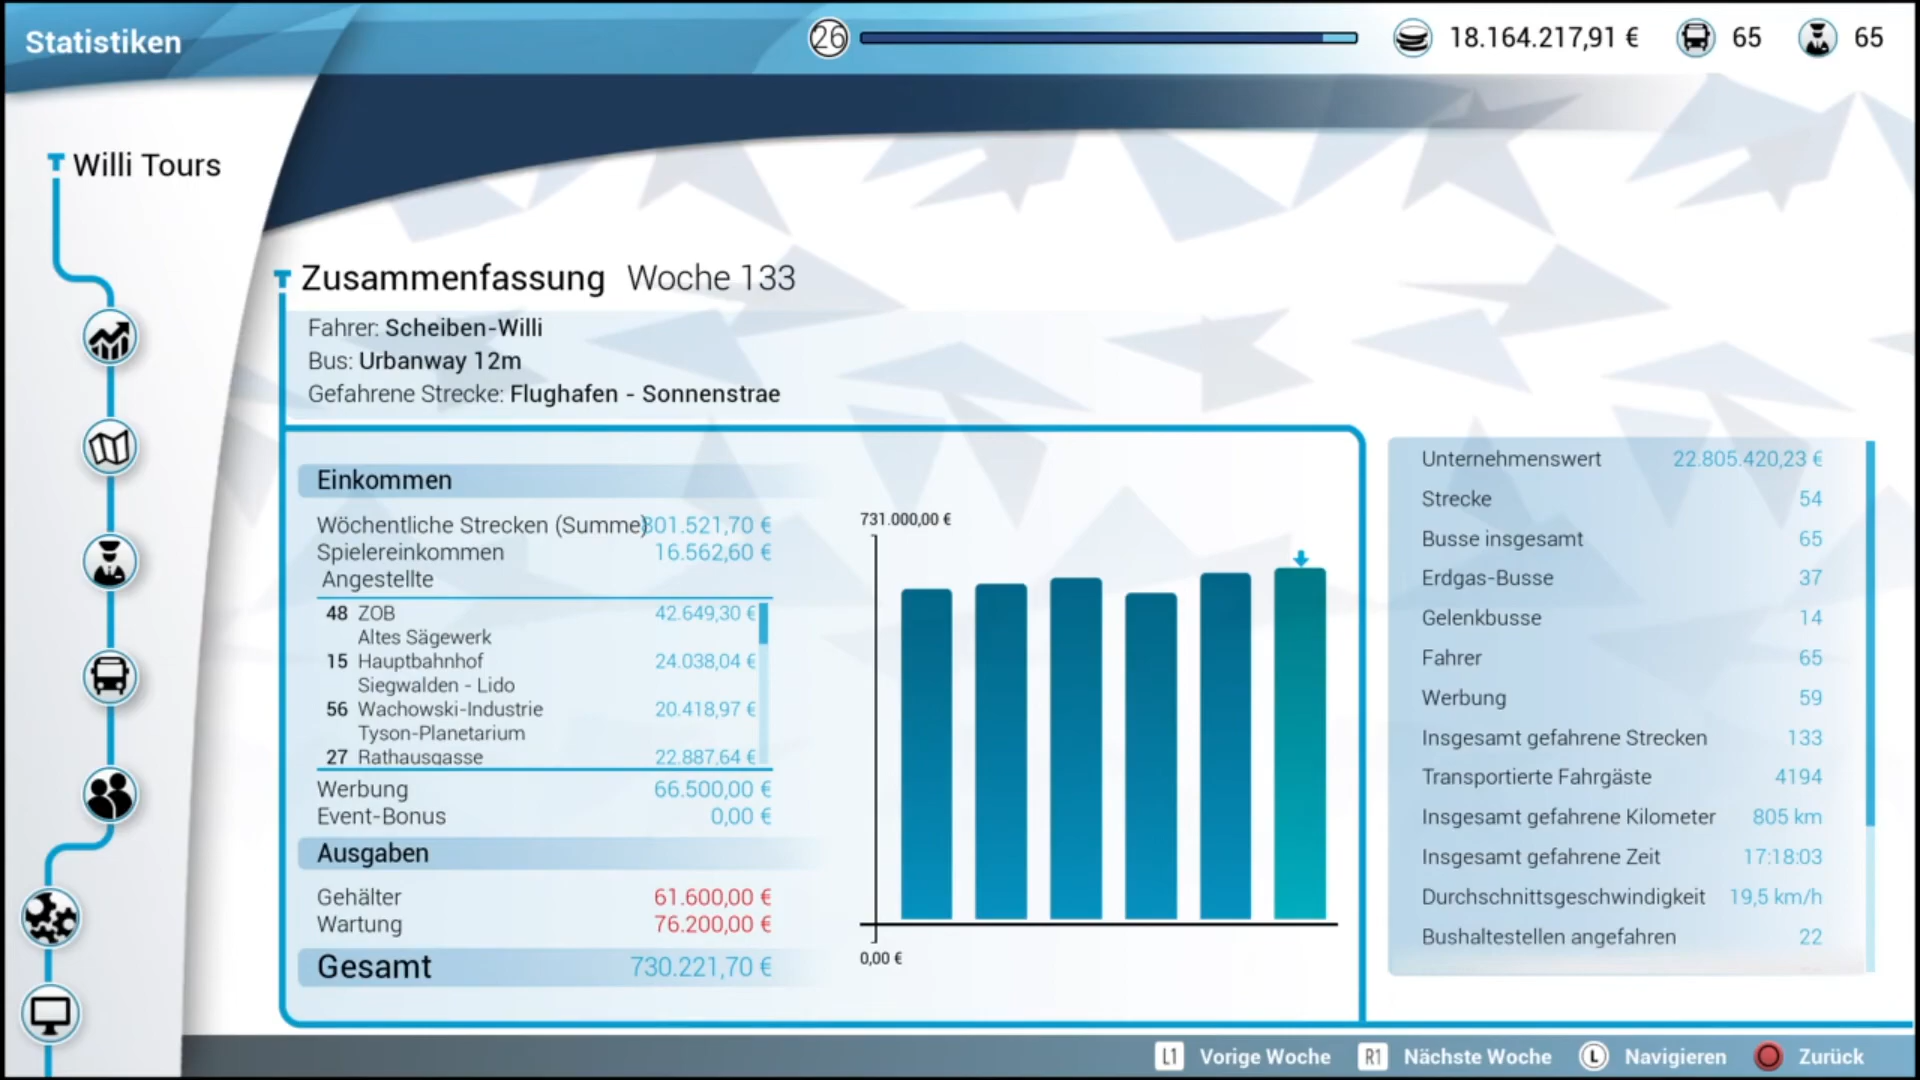 Statistiken
26
18.164.217,91 €
65
65
Willi Tours
Zusammenfassung Woche 133
Fahrer: Scheiben-Willi
Bus: Urbanway 12m
Gefahrene Strecke: Flughafen - Sonnenstrae
Einkommen
Wöchentliche Strecken (Summe) 801.521,70 €
Spielereinkommen 16.562,60 €
Angestellte
48 ZOB 42.649,30 €
Altes Sägewerk
15 Hauptbahnhof 24.038,04 €
Siegwalden - Lido
56 Wachowski-Industrie 20.418,97 €
Tyson-Planetarium
27 Rathausgasse 22.887,64 €
Werbung 66.500,00 €
Event-Bonus 0,00 €
Ausgaben
Gehälter 61.600,00 €
Wartung 76.200,00 €
Gesamt 730.221,70 €
731.000,00 €
0,00 €
Unternehmenswert 22.805.420,23 €
Strecke 54
Busse insgesamt 65
Erdgas-Busse 37
Gelenkbusse 14
Fahrer 65
Werbung 59
Insgesamt gefahrene Strecken 133
Transportierte Fahrgäste 4194
Insgesamt gefahrene Kilometer 805 km
Insgesamt gefahrene Zeit 17:18:03
Durchschnittsgeschwindigkeit 19,5 km/h
Bushaltestellen angefahren 22
L1 Vorige Woche R1 Nächste Woche L Navigieren Zurück